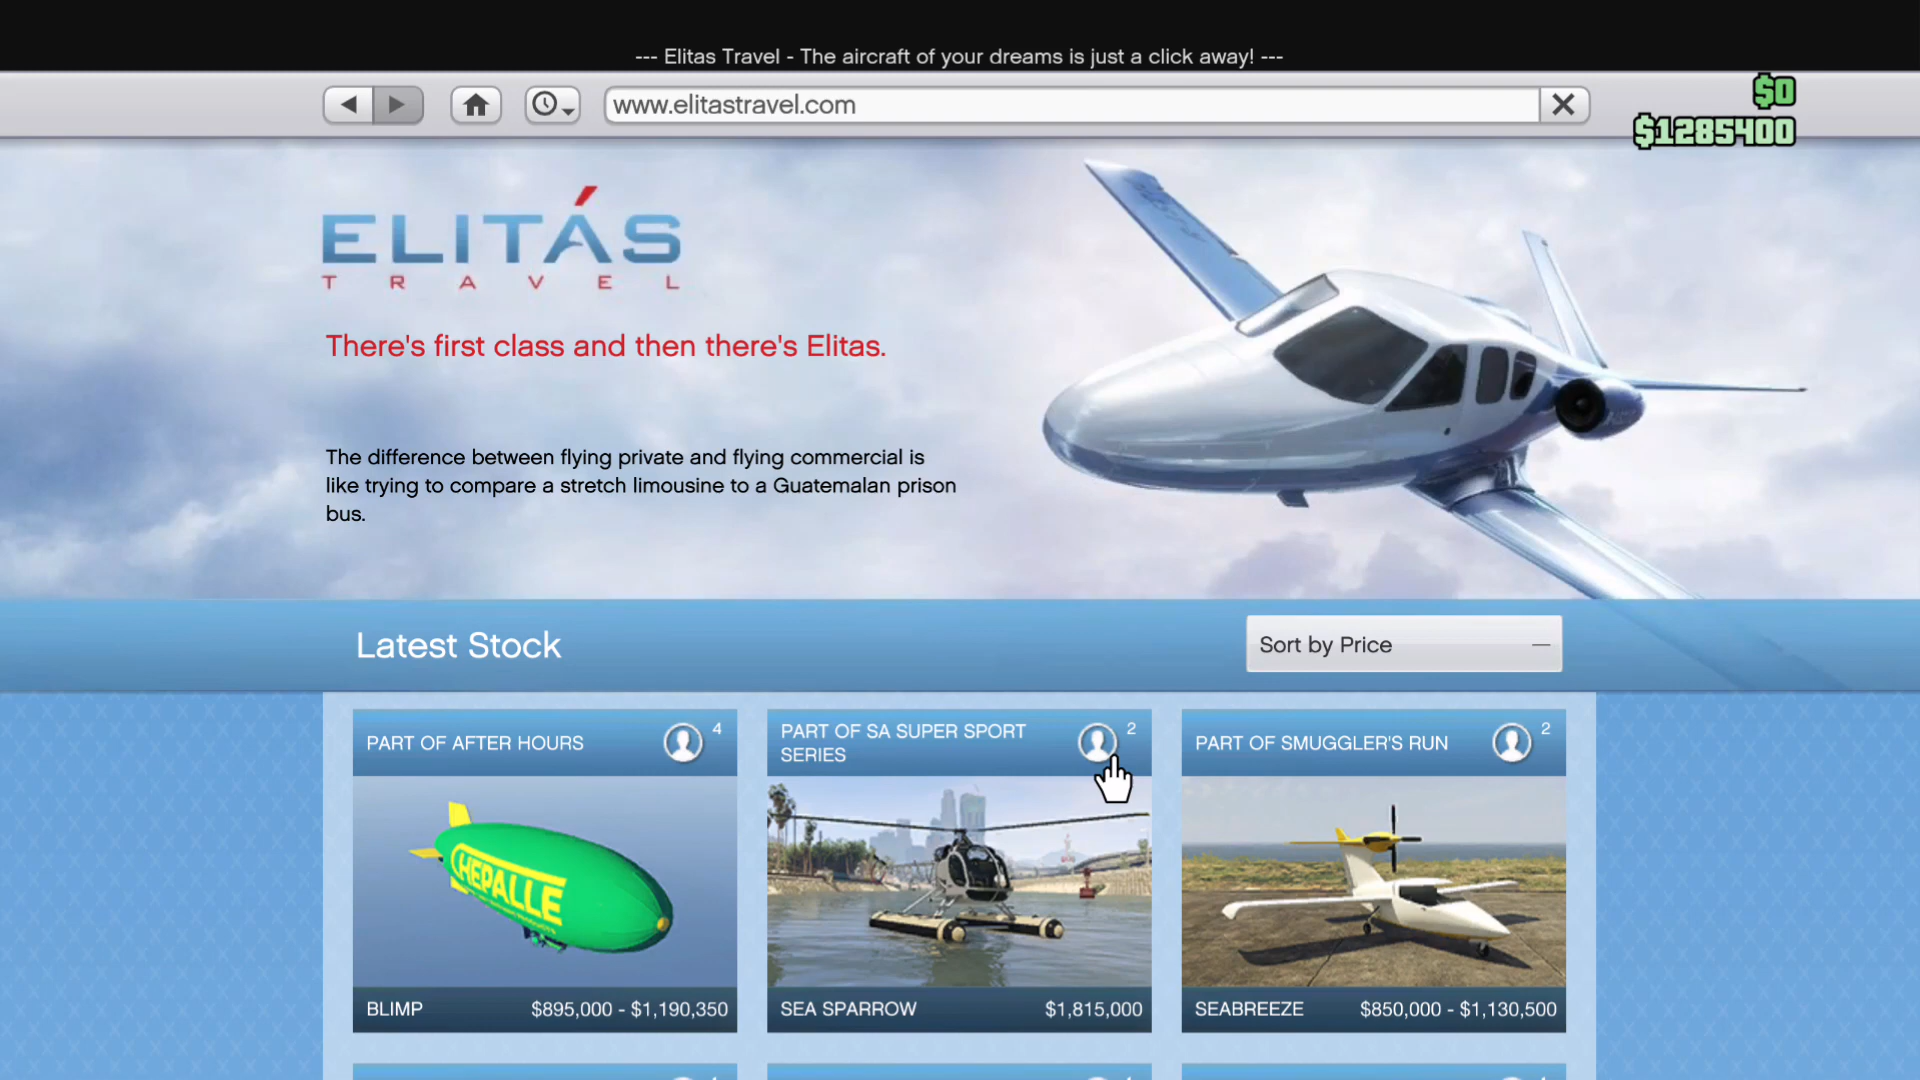 --- Elitas Travel - The aircraft of your dreams is just a click away! ---
www.elitastravel.com
$0
$1285400
ELITÁS
TRAVEL
There's first class and then there's Elitas.
The difference between flying private and flying commercial is
like trying to compare a stretch limousine to a Guatemalan prison
bus.
Latest Stock
Sort by Price
PART OF AFTER HOURS
4
PART OF SA SUPER SPORT
SERIES
2
PART OF SMUGGLER'S RUN
2
HEPALLE
BLIMP
$895,000 - $1,190,350
SEA SPARROW
$1,815,000
SEABREEZE
$850,000 - $1,130,500